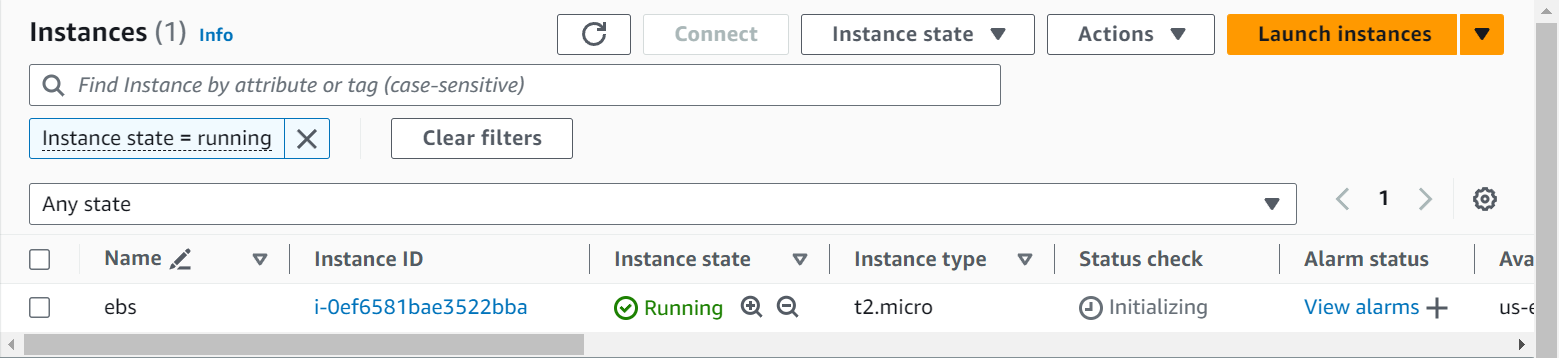 Instances (1) Info Connect Instance state Actions Launch instances
Find Instance by attribute or tag (case-sensitive)
Instance state = running Clear filters
Any state 1
Name Instance ID Instance state Instance type Status check Alarm status Ava
ebs i-0ef6581bae3522bba Running t2.micro Initializing View alarms us-e